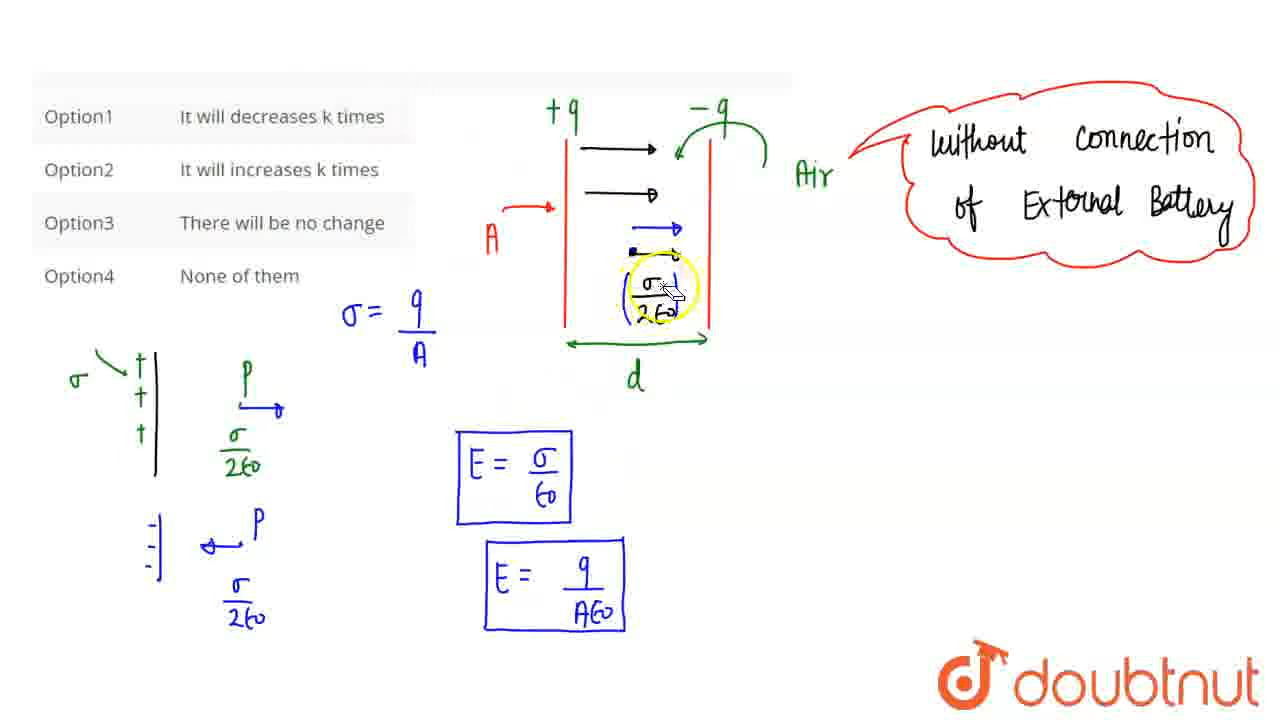 Option1 It will decreases k times
Option2 It will increases k times
Option3 There will be no change
Option4 None of them
+q -q
A
Air
without connection
of External Battery
σ/2ε0
d
σ = q/A
σ
+
+
+
P
σ/2ε0
-
-
-
P
σ/2ε0
E = σ/ε0
E = q/Aε0
doubtnut